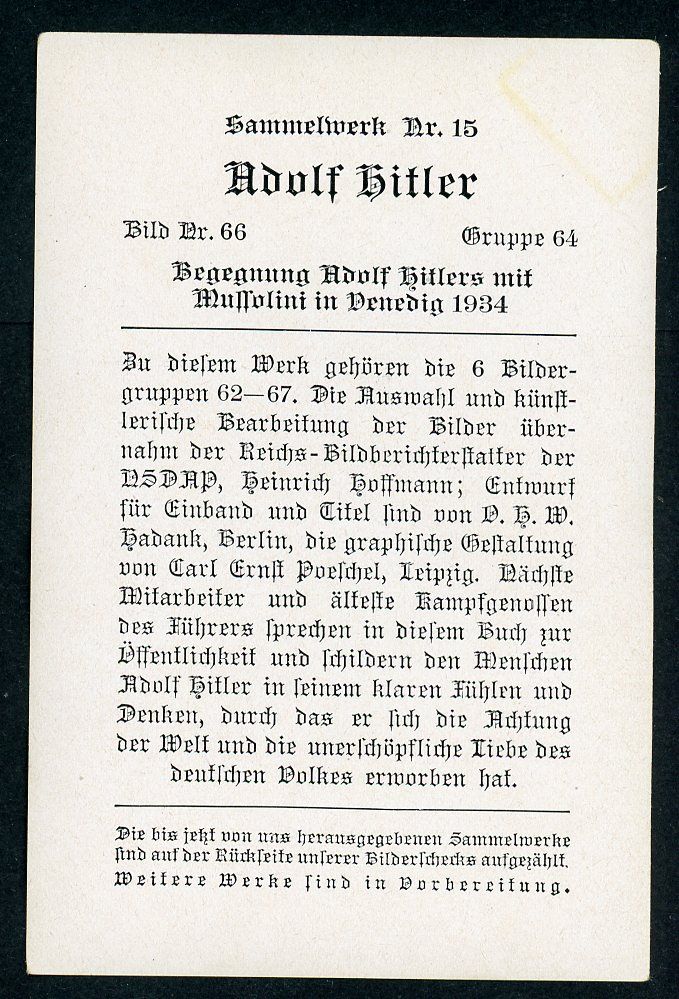 Sammelwerk Nr. 15
Adolf Hitler
Bild Nr. 66
Gruppe 64
Begegnung Adolf Hitlers mit
Mussolini in Venedig 1934
Zu diesem Werk gehören die 6 Bilder-
gruppen 62—67. Die Auswahl und künst-
lerische Bearbeitung der Bilder über-
nahm der Reichs-Bildberichterstatter der
NSDAP, Heinrich Hoffmann; Entwurf
für Einband und Titel sind von O. H. W.
Hadank, Berlin, die graphische Gestaltung
von Carl Ernst Poeschel, Leipzig. Nächste
Mitarbeiter und älteste Kampfgenossen
des Führers sprechen in diesem Buch zur
Öffentlichkeit und schildern den Menschen
Adolf Hitler in seinem klaren Fühlen und
Denken, durch das er sich die Achtung
der Welt und die unerschöpfliche Liebe des
deutschen Volkes erworben hat.
Die bis jetzt von uns herausgegebenen Sammelwerke
sind auf der Rückseite unserer Bilderschecks aufgezählt.
Weitere Werke sind in Vorbereitung.